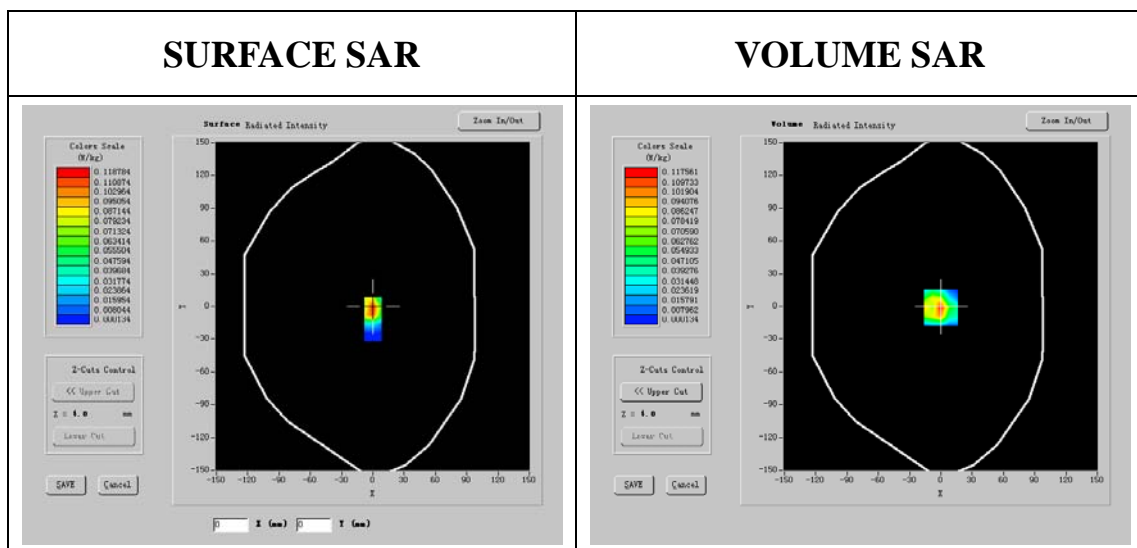 SURFACE SAR
VOLUME SAR
Surface Radiated Intensity
Zoom In/Out
Colors Scale
(W/kg)
0.118784
0.110874
0.102964
0.095054
0.087144
0.079234
0.071324
0.063414
0.055504
0.047594
0.039684
0.031774
0.023864
0.015954
0.008044
0.000134
150
90
60
30
0
-30
-60
-90
-120
-150
-150 -120 -90 -60 -30 0 30 60 90 120 150
X
Y
Z-Cuts Control
<< Upper Cut
Z = 4.0 mm
Lower Cut
SAVE Cancel
0 X (mm) 0 Y (mm)
Volume Radiated Intensity
Zoom In/Out
Colors Scale
(W/kg)
0.117561
0.109733
0.101904
0.094076
0.086247
0.078419
0.070590
0.062762
0.054933
0.047105
0.039276
0.031448
0.023619
0.015791
0.007962
0.000134
150
120
90
60
30
0
-30
-60
-90
-120
-150
-150 -120 -90 -60 -30 0 30 60 90 120 150
X
Y
Z-Cuts Control
<< Upper Cut
Z = 4.0 mm
Lower Cut
SAVE Cancel